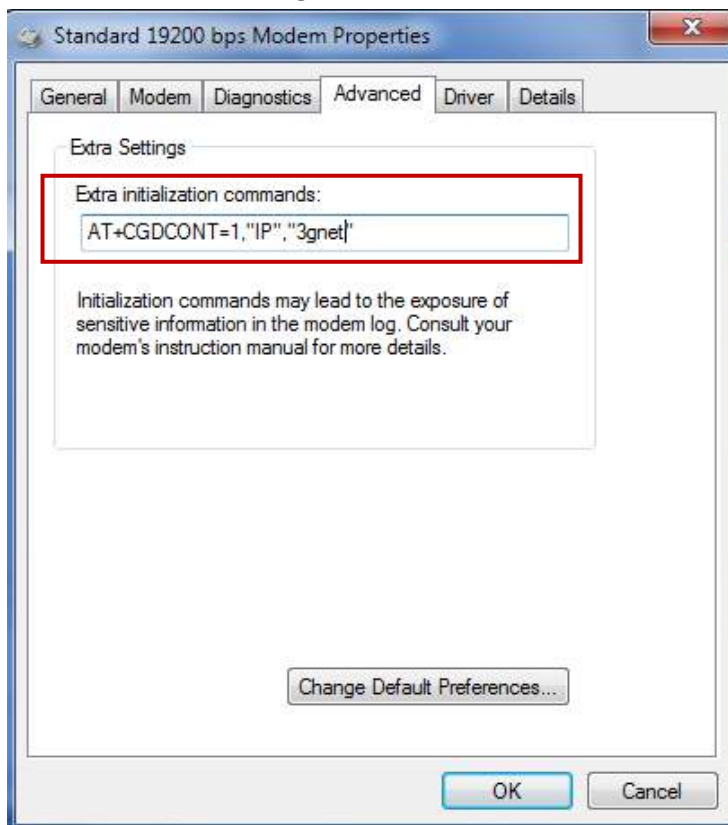 Standard 19200 bps Modem Properties
General Modem Diagnostics Advanced Driver Details
Extra Settings
Extra initialization commands:
AT+CGDCONT=1,"IP","3gnet"
Initialization commands may lead to the exposure of
sensitive information in the modem log. Consult your
modem's instruction manual for more details.
Change Default Preferences...
OK Cancel